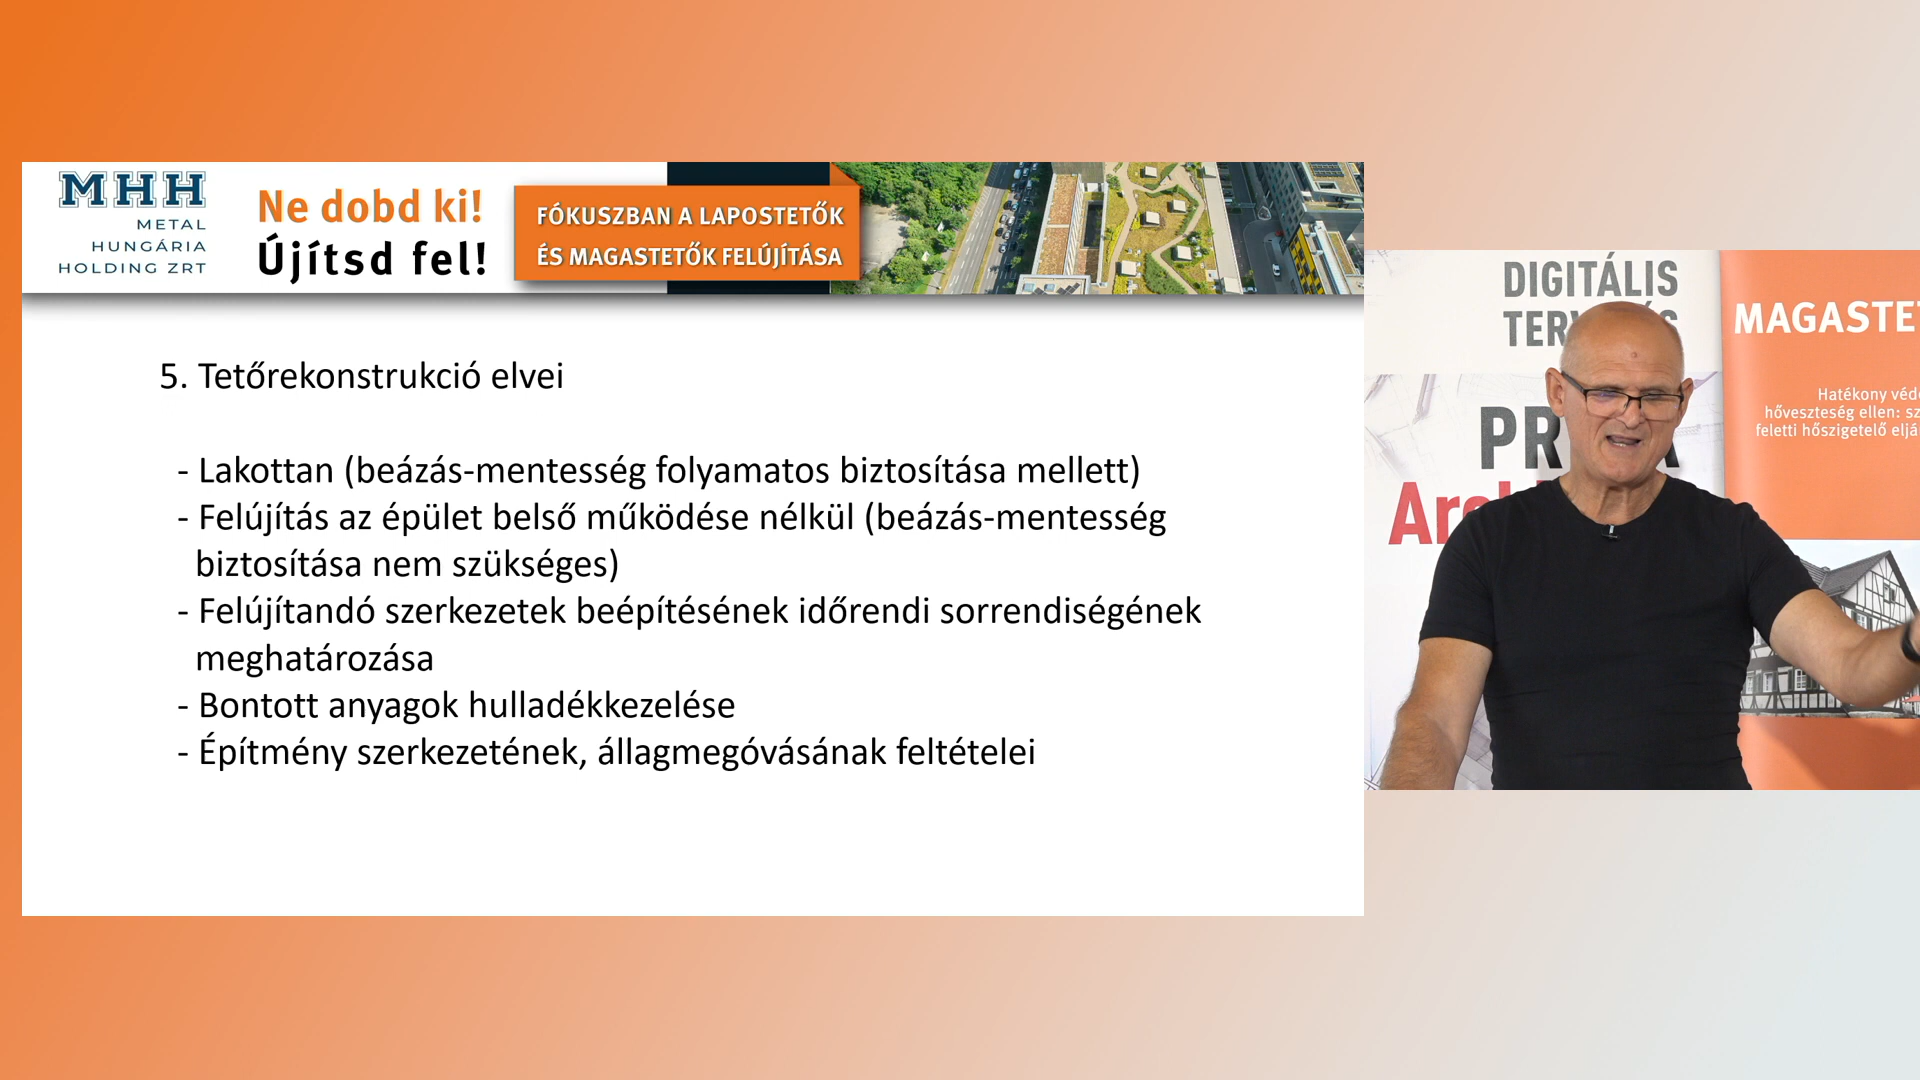 MHH
METAL
HUNGÁRIA
HOLDING ZRT
Ne dobd ki!
Újítsd fel!
FÓKUSZBAN A LAPOSTETŐK
ÉS MAGASTETŐK FELÚJÍTÁSA
5. Tetőrekonstrukció elvei
- Lakottan (beázás-mentesség folyamatos biztosítása mellett)
- Felújítás az épület belső működése nélkül (beázás-mentesség
biztosítása nem szükséges)
- Felújítandó szerkezetek beépítésének időrendi sorrendiségének
meghatározása
- Bontott anyagok hulladékkezelése
- Építmény szerkezetének, állagmegóvásának feltételei
DIGITÁLIS
MAGASTE
Hatékony véd
hőveszteség ellen: sz
feletti hőszigetelő eljá